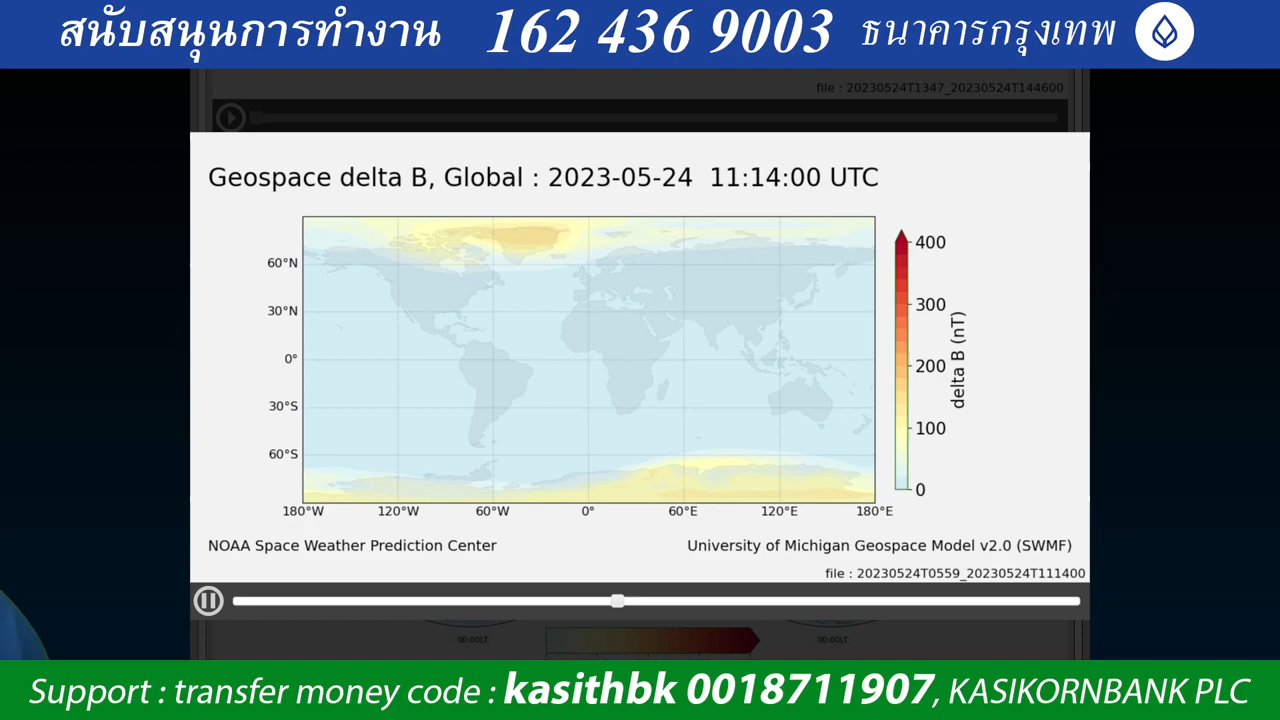 สนับสนุนการทำงาน 162 436 9003 ธนาคารกรุงเทพ
file : 20230524T1347_20230524T144600
Geospace delta B, Global : 2023-05-24 11:14:00 UTC
400
60°N
300
30°N
0°
200
delta B (nT)
30°S
100
60°S
0
180°W 120°W 60°W 0° 60°E 120°E 180°E
NOAA Space Weather Prediction Center University of Michigan Geospace Model v2.0 (SWMF)
file : 20230524T0559_20230524T111400
00:00LT 00:00LT
Support : transfer money code : kasithbk 0018711907, KASIKORNBANK PLC